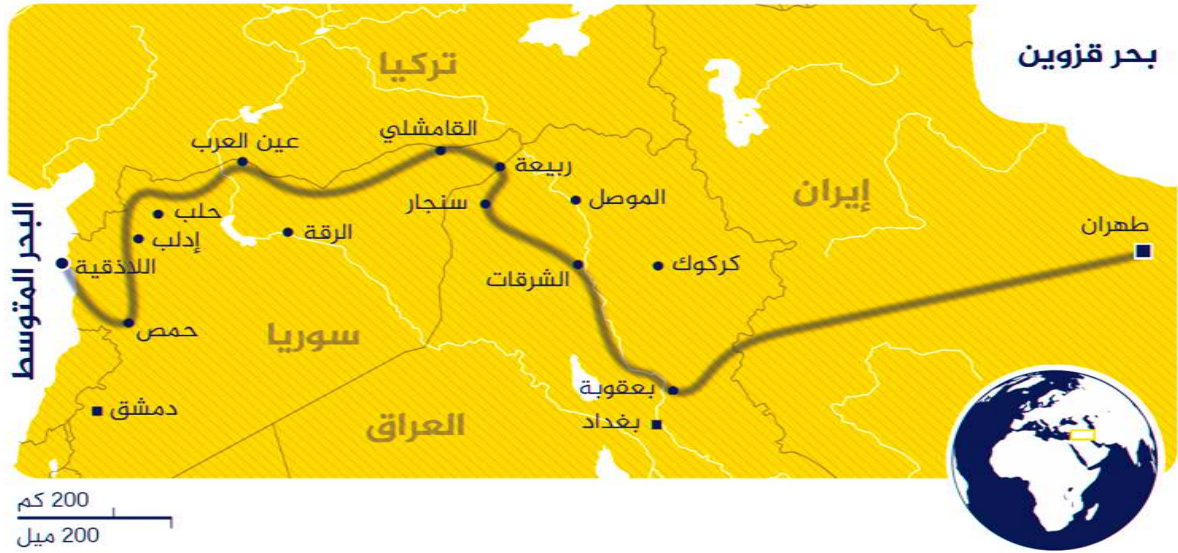 بحر قزوين
تركيا
القامشلي
عين العرب
ربيعة
الموصل
إيران
سنجار
حلب
طهران
إدلب
الرقة
البحر المتوسط
اللاذقية
كركوك
الشرقات
حمص
سوريا
بعقوبة
دمشق
العراق
بغداد
200 كم
200 ميل